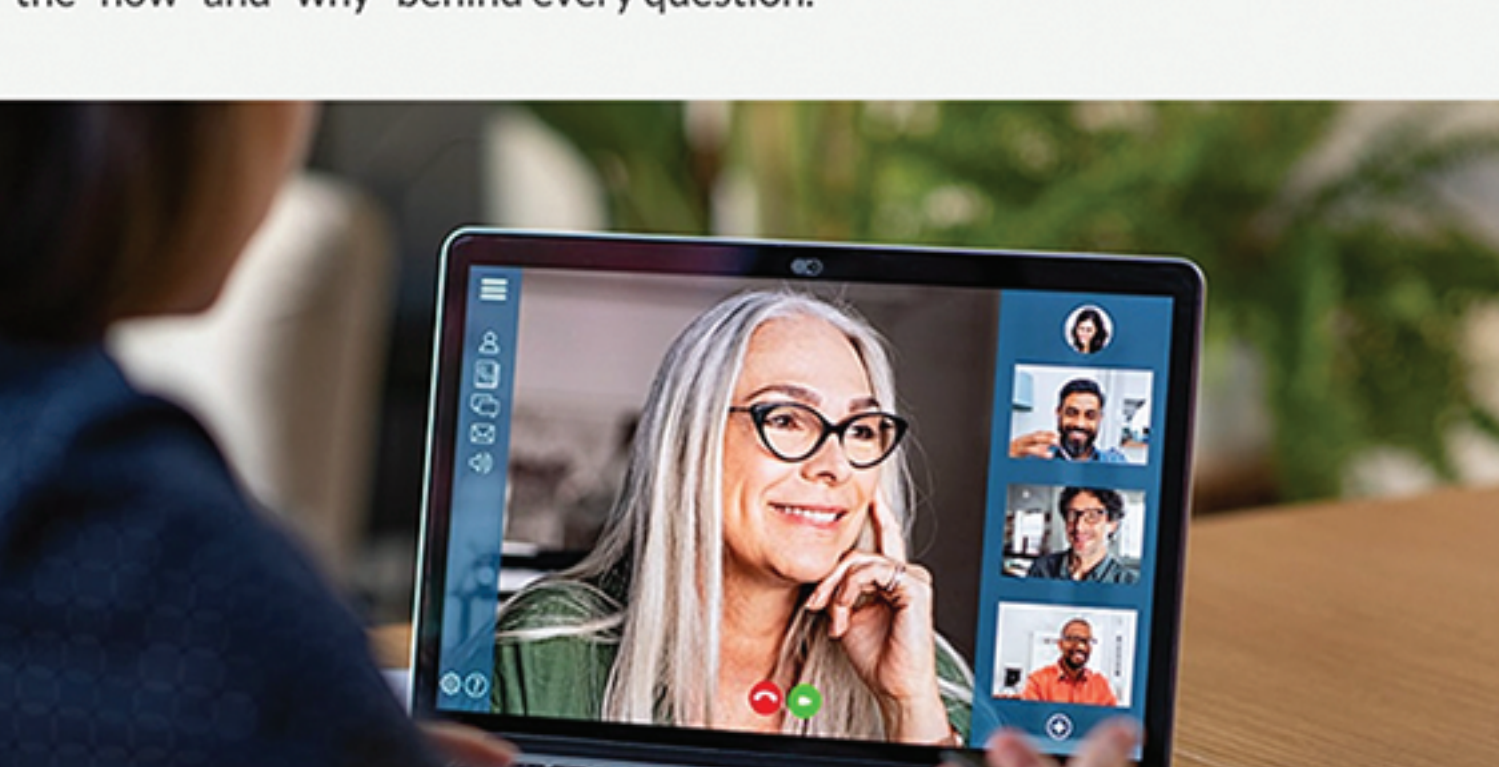 the "how" and "why" behind every question.